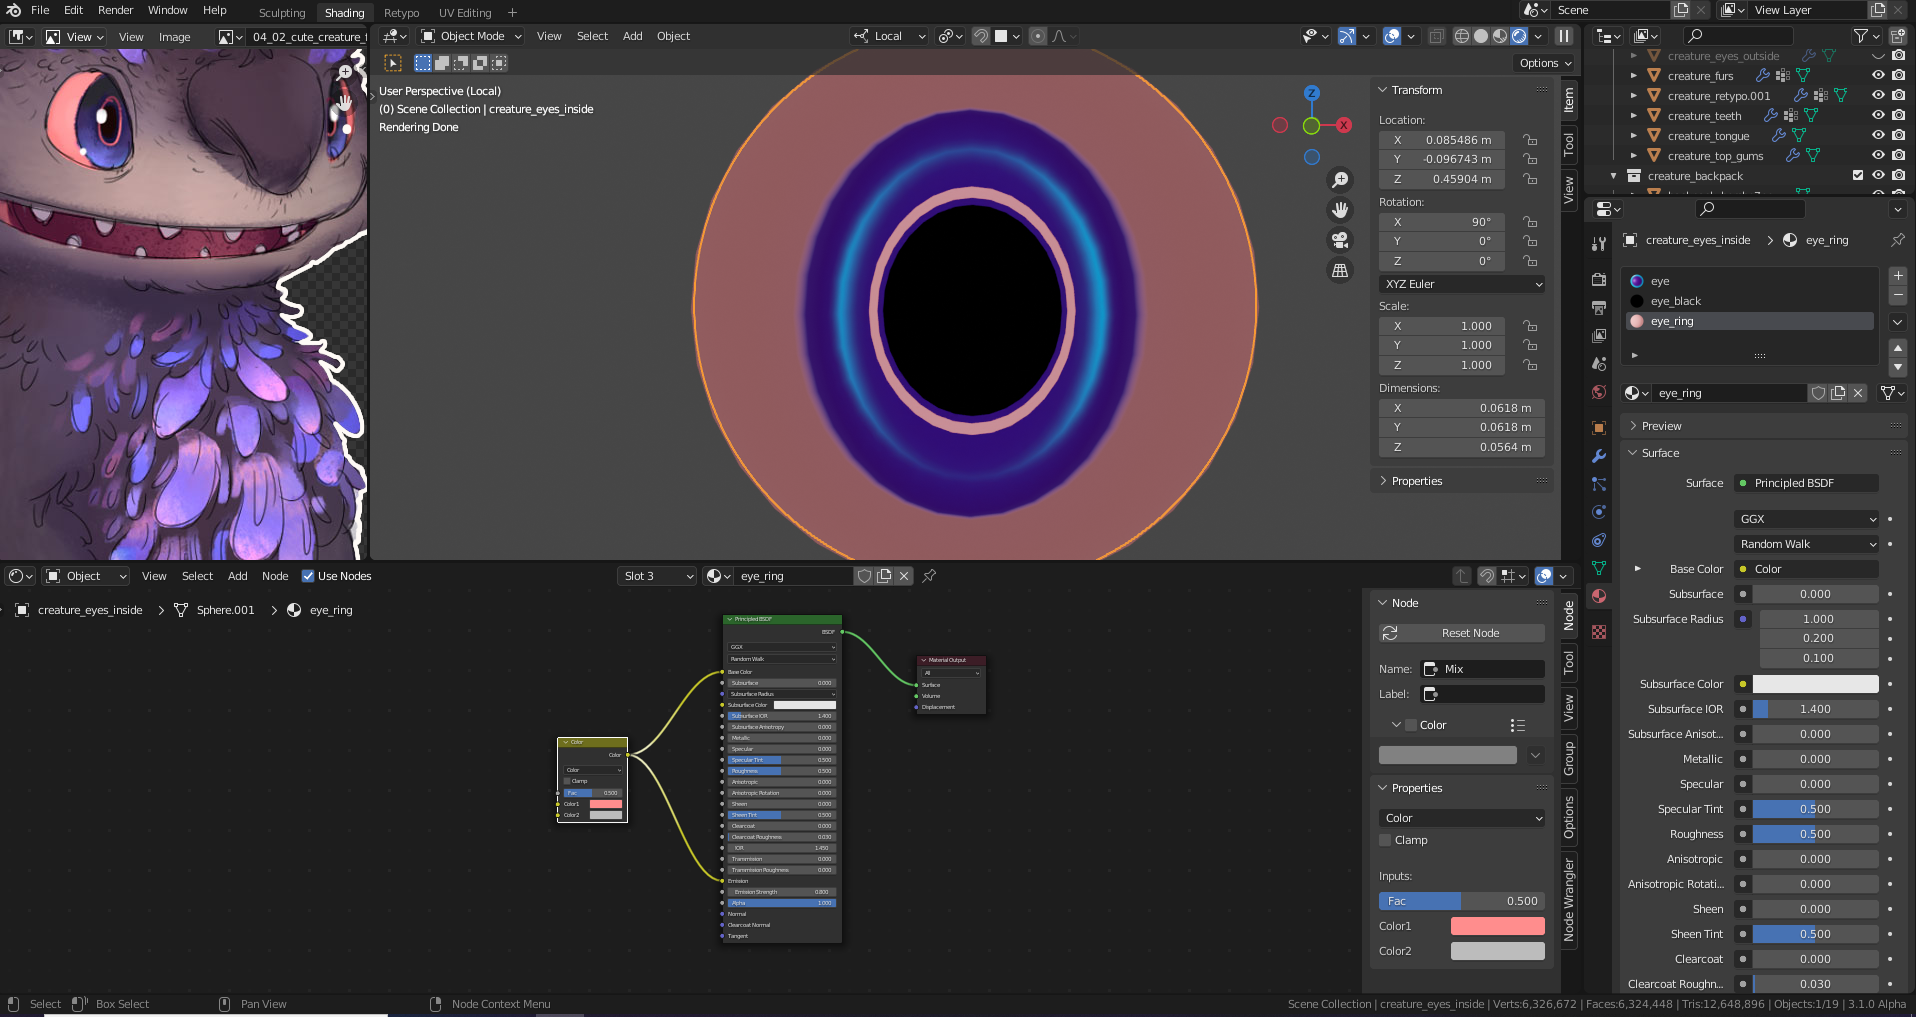 File Edit Render Window Help Sculpting Shading Retypo UV Editing + Scene View Layer
View View Image 04_02_cute_creature_f Object Mode View Select Add Object Local
Options
User Perspective (Local)
(0) Scene Collection | creature_eyes_inside
Rendering Done
Z
X
Transform
Location:
X 0.085486 m
Y -0.096743 m
Z 0.45904 m
Rotation:
X 90°
Y 0°
Z 0°
XYZ Euler
Scale:
X 1.000
Y 1.000
Z 1.000
Dimensions:
X 0.0618 m
Y 0.0618 m
Z 0.0564 m
Properties
Item
Tool
View
creature_eyes_outside
creature_furs
creature_retypo.001
creature_teeth
creature_tongue
creature_top_gums
creature_backpack
creature_eyes_inside > eye_ring
eye
eye_black
eye_ring
eye_ring
Preview
Surface
Surface Principled BSDF
GGX
Random Walk
Base Color Color
Subsurface 0.000
Subsurface Radius 1.000
0.200
0.100
Subsurface Color
Subsurface IOR 1.400
Subsurface Anisot... 0.000
Metallic 0.000
Specular 0.000
Specular Tint 0.500
Roughness 0.500
Anisotropic 0.000
Anisotropic Rotati... 0.000
Sheen 0.000
Sheen Tint 0.500
Clearcoat 0.000
Clearcoat Roughn... 0.030
Object View Select Add Node Use Nodes Slot 3 eye_ring
creature_eyes_inside > Sphere.001 > eye_ring
Color
Color
Color
Clamp
Fac 0.500
Color1
Color2
Principled BSDF
BSDF
GGX
Random Walk
Base Color
Subsurface 0.000
Subsurface Radius
Subsurface Color
Subsurface IOR 1.400
Subsurface Anisotropy 0.000
Metallic 0.000
Specular 0.000
Specular Tint 0.500
Roughness 0.500
Anisotropic 0.000
Anisotropic Rotation 0.000
Sheen 0.000
Sheen Tint 0.500
Clearcoat 0.000
Clearcoat Roughness 0.030
IOR 1.450
Transmission 0.000
Transmission Roughness 0.000
Emission
Emission Strength 0.800
Alpha 1.000
Normal
Clearcoat Normal
Tangent
Material Output
All
Surface
Volume
Displacement
Node
Reset Node
Name: Mix
Label:
Color
Properties
Color
Clamp
Inputs:
Fac 0.500
Color1
Color2
Node
Tool
View
Group
Options
Node Wrangler
Select Box Select Pan View Node Context Menu Scene Collection | creature_eyes_inside | Verts:6,326,672 | Faces:6,324,448 | Tris:12,648,896 | Objects:1/19 | 3.1.0 Alpha